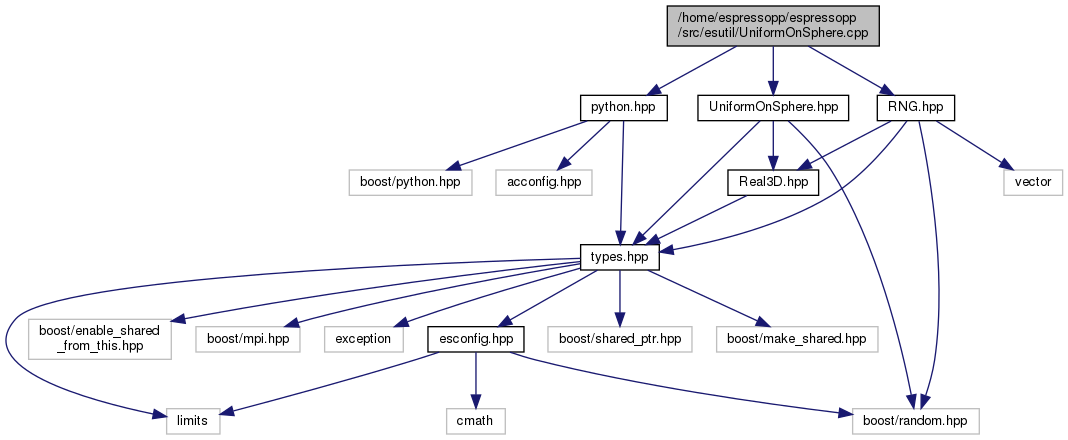 /home/espressopp/espressopp
/src/esutil/UniformOnSphere.cpp
python.hpp
UniformOnSphere.hpp
RNG.hpp
boost/python.hpp
acconfig.hpp
Real3D.hpp
vector
types.hpp
boost/enable_shared
_from_this.hpp
boost/mpi.hpp
exception
esconfig.hpp
boost/shared_ptr.hpp
boost/make_shared.hpp
limits
cmath
boost/random.hpp